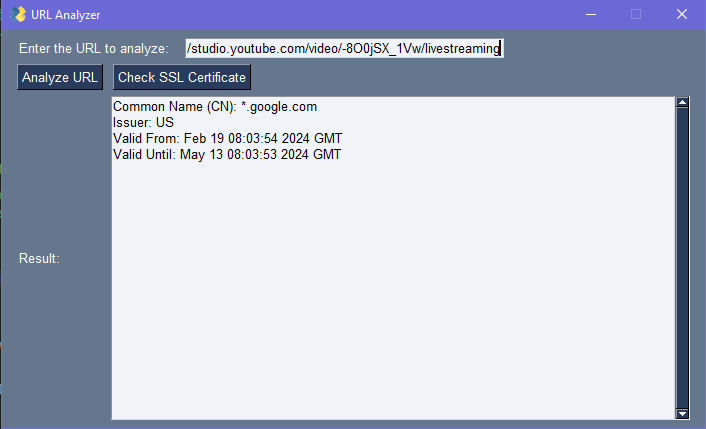 URL Analyzer
Enter the URL to analyze: /studio.youtube.com/video/-8O0jSX_1Vw/livestreaming
Analyze URL Check SSL Certificate
Common Name (CN): *.google.com
Issuer: US
Valid From: Feb 19 08:03:54 2024 GMT
Valid Until: May 13 08:03:53 2024 GMT
Result: